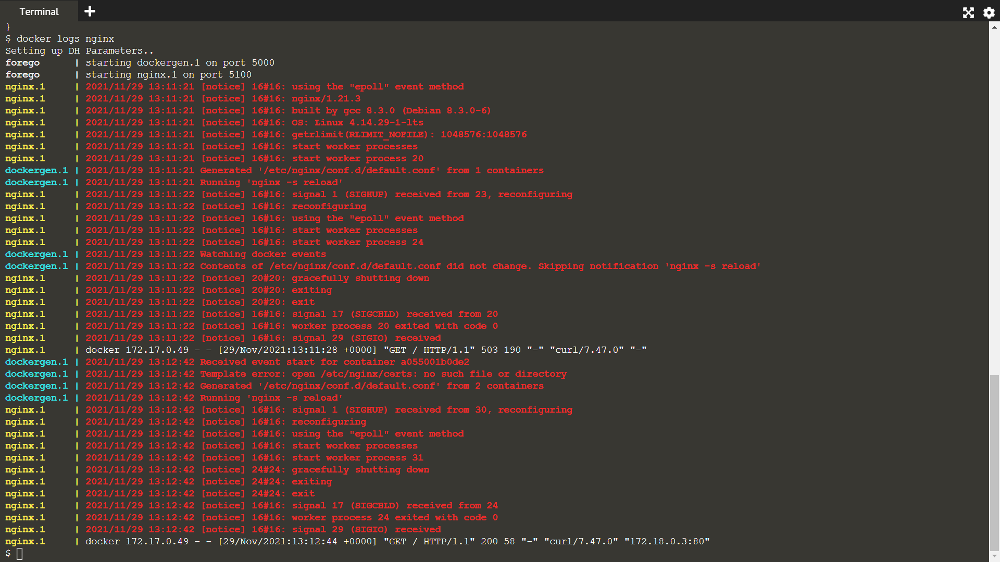 Terminal
}
$ docker logs nginx
Setting up DH Parameters..
forego      | starting dockergen.1 on port 5000
forego      | starting nginx.1 on port 5100
nginx.1     | 2021/11/29 13:11:21 [notice] 16#16: using the "epoll" event method
nginx.1     | 2021/11/29 13:11:21 [notice] 16#16: nginx/1.21.3
nginx.1     | 2021/11/29 13:11:21 [notice] 16#16: built by gcc 8.3.0 (Debian 8.3.0-6)
nginx.1     | 2021/11/29 13:11:21 [notice] 16#16: OS: Linux 4.14.29-1-lts
nginx.1     | 2021/11/29 13:11:21 [notice] 16#16: getrlimit(RLIMIT_NOFILE): 1048576:1048576
nginx.1     | 2021/11/29 13:11:21 [notice] 16#16: start worker processes
nginx.1     | 2021/11/29 13:11:21 [notice] 16#16: start worker process 20
dockergen.1 | 2021/11/29 13:11:21 Generated '/etc/nginx/conf.d/default.conf' from 1 containers
dockergen.1 | 2021/11/29 13:11:21 Running 'nginx -s reload'
nginx.1     | 2021/11/29 13:11:22 [notice] 16#16: signal 1 (SIGHUP) received from 23, reconfiguring
nginx.1     | 2021/11/29 13:11:22 [notice] 16#16: reconfiguring
nginx.1     | 2021/11/29 13:11:22 [notice] 16#16: using the "epoll" event method
nginx.1     | 2021/11/29 13:11:22 [notice] 16#16: start worker processes
nginx.1     | 2021/11/29 13:11:22 [notice] 16#16: start worker process 24
dockergen.1 | 2021/11/29 13:11:22 Watching docker events
dockergen.1 | 2021/11/29 13:11:22 Contents of /etc/nginx/conf.d/default.conf did not change. Skipping notification 'nginx -s reload'
nginx.1     | 2021/11/29 13:11:22 [notice] 20#20: gracefully shutting down
nginx.1     | 2021/11/29 13:11:22 [notice] 20#20: exiting
nginx.1     | 2021/11/29 13:11:22 [notice] 20#20: exit
nginx.1     | 2021/11/29 13:11:22 [notice] 16#16: signal 17 (SIGCHLD) received from 20
nginx.1     | 2021/11/29 13:11:22 [notice] 16#16: worker process 20 exited with code 0
nginx.1     | 2021/11/29 13:11:22 [notice] 16#16: signal 29 (SIGIO) received
nginx.1     | docker 172.17.0.49 - - [29/Nov/2021:13:11:28 +0000] "GET / HTTP/1.1" 503 190 "-" "curl/7.47.0" "-"
dockergen.1 | 2021/11/29 13:12:42 Received event start for container a055001b0de2
dockergen.1 | 2021/11/29 13:12:42 Template error: open /etc/nginx/certs: no such file or directory
dockergen.1 | 2021/11/29 13:12:42 Generated '/etc/nginx/conf.d/default.conf' from 2 containers
dockergen.1 | 2021/11/29 13:12:42 Running 'nginx -s reload'
nginx.1     | 2021/11/29 13:12:42 [notice] 16#16: signal 1 (SIGHUP) received from 30, reconfiguring
nginx.1     | 2021/11/29 13:12:42 [notice] 16#16: reconfiguring
nginx.1     | 2021/11/29 13:12:42 [notice] 16#16: using the "epoll" event method
nginx.1     | 2021/11/29 13:12:42 [notice] 16#16: start worker processes
nginx.1     | 2021/11/29 13:12:42 [notice] 16#16: start worker process 31
nginx.1     | 2021/11/29 13:12:42 [notice] 24#24: gracefully shutting down
nginx.1     | 2021/11/29 13:12:42 [notice] 24#24: exiting
nginx.1     | 2021/11/29 13:12:42 [notice] 24#24: exit
nginx.1     | 2021/11/29 13:12:42 [notice] 16#16: signal 17 (SIGCHLD) received from 24
nginx.1     | 2021/11/29 13:12:42 [notice] 16#16: worker process 24 exited with code 0
nginx.1     | 2021/11/29 13:12:42 [notice] 16#16: signal 29 (SIGIO) received
nginx.1     | docker 172.17.0.49 - - [29/Nov/2021:13:12:44 +0000] "GET / HTTP/1.1" 200 58 "-" "curl/7.47.0" "172.18.0.3:80"
$